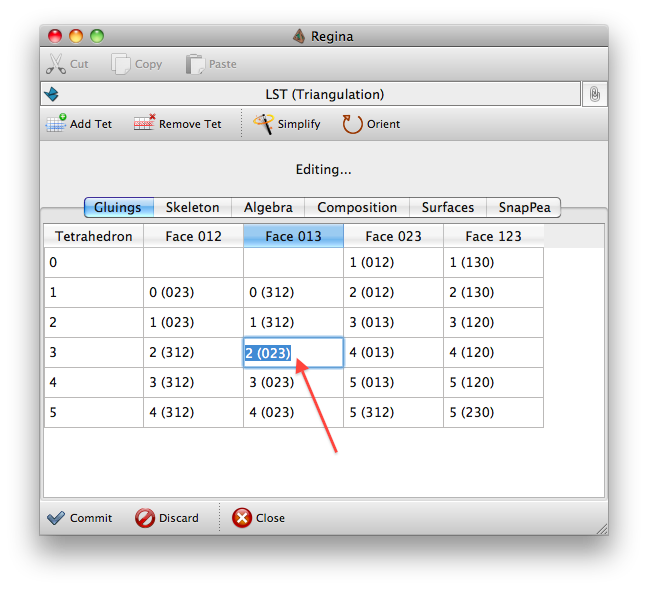 Regina
Cut Copy Paste
LST (Triangulation)
Add Tet Remove Tet Simplify Orient
Editing...
Gluings Skeleton Algebra Composition Surfaces SnapPea
Tetrahedron Face 012 Face 013 Face 023 Face 123
0 1 (012) 1 (130)
1 0 (023) 0 (312) 2 (012) 2 (130)
2 1 (023) 1 (312) 3 (013) 3 (120)
3 2 (312) 2 (023) 4 (013) 4 (120)
4 3 (312) 3 (023) 5 (013) 5 (120)
5 4 (312) 4 (023) 5 (312) 5 (230)
Commit Discard Close